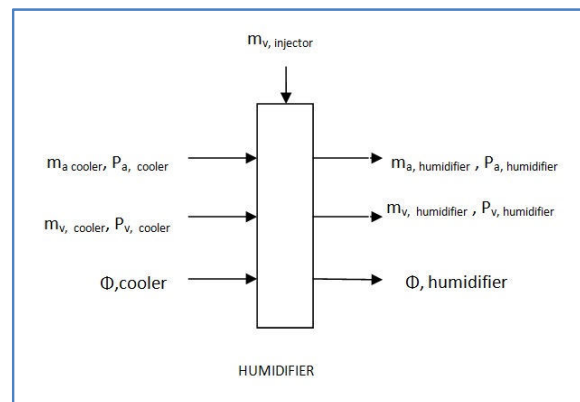 m_v, injector
m_a cooler, P_a, cooler
m_a, humidifier , P_a, humidifier
m_v, cooler, P_v, cooler
m_v, humidifier , P_v, humidifier
Φ,cooler
Φ, humidifier
HUMIDIFIER